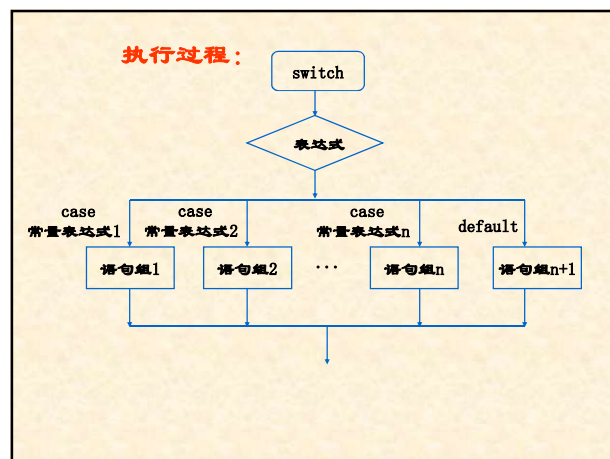 执行过程：
switch
表达式
case
常量表达式1
case
常量表达式2
case
常量表达式n
default
语句组1
语句组2
...
语句组n
语句组n+1